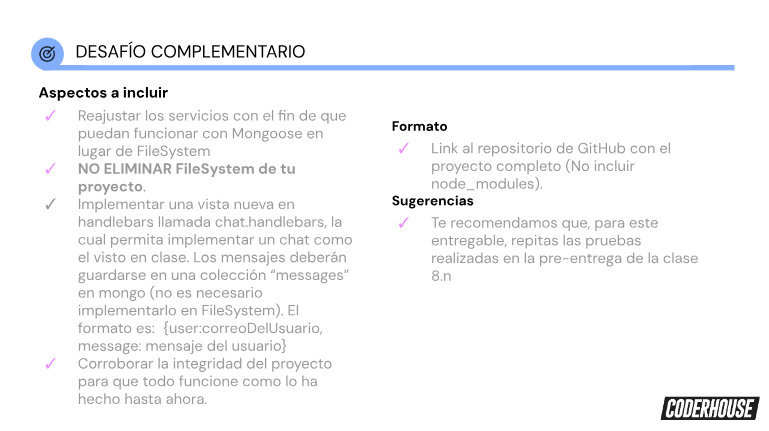 DESAFÍO COMPLEMENTARIO
Aspectos a incluir
✓ Reajustar los servicios con el fin de que
puedan funcionar con Mongoose en
lugar de FileSystem
✓ NO ELIMINAR FileSystem de tu
proyecto.
✓ Implementar una vista nueva en
handlebars llamada chat.handlebars, la
cual permita implementar un chat como
el visto en clase. Los mensajes deberán
guardarse en una colección “messages”
en mongo (no es necesario
implementarlo en FileSystem). El
formato es:  {user:correoDelUsuario,
message: mensaje del usuario}
✓ Corroborar la integridad del proyecto
para que todo funcione como lo ha
hecho hasta ahora.
Formato
✓ Link al repositorio de GitHub con el
proyecto completo (No incluir
node_modules).
Sugerencias
✓ Te recomendamos que, para este
entregable, repitas las pruebas
realizadas en la pre-entrega de la clase
8.n
CODERHOUSE